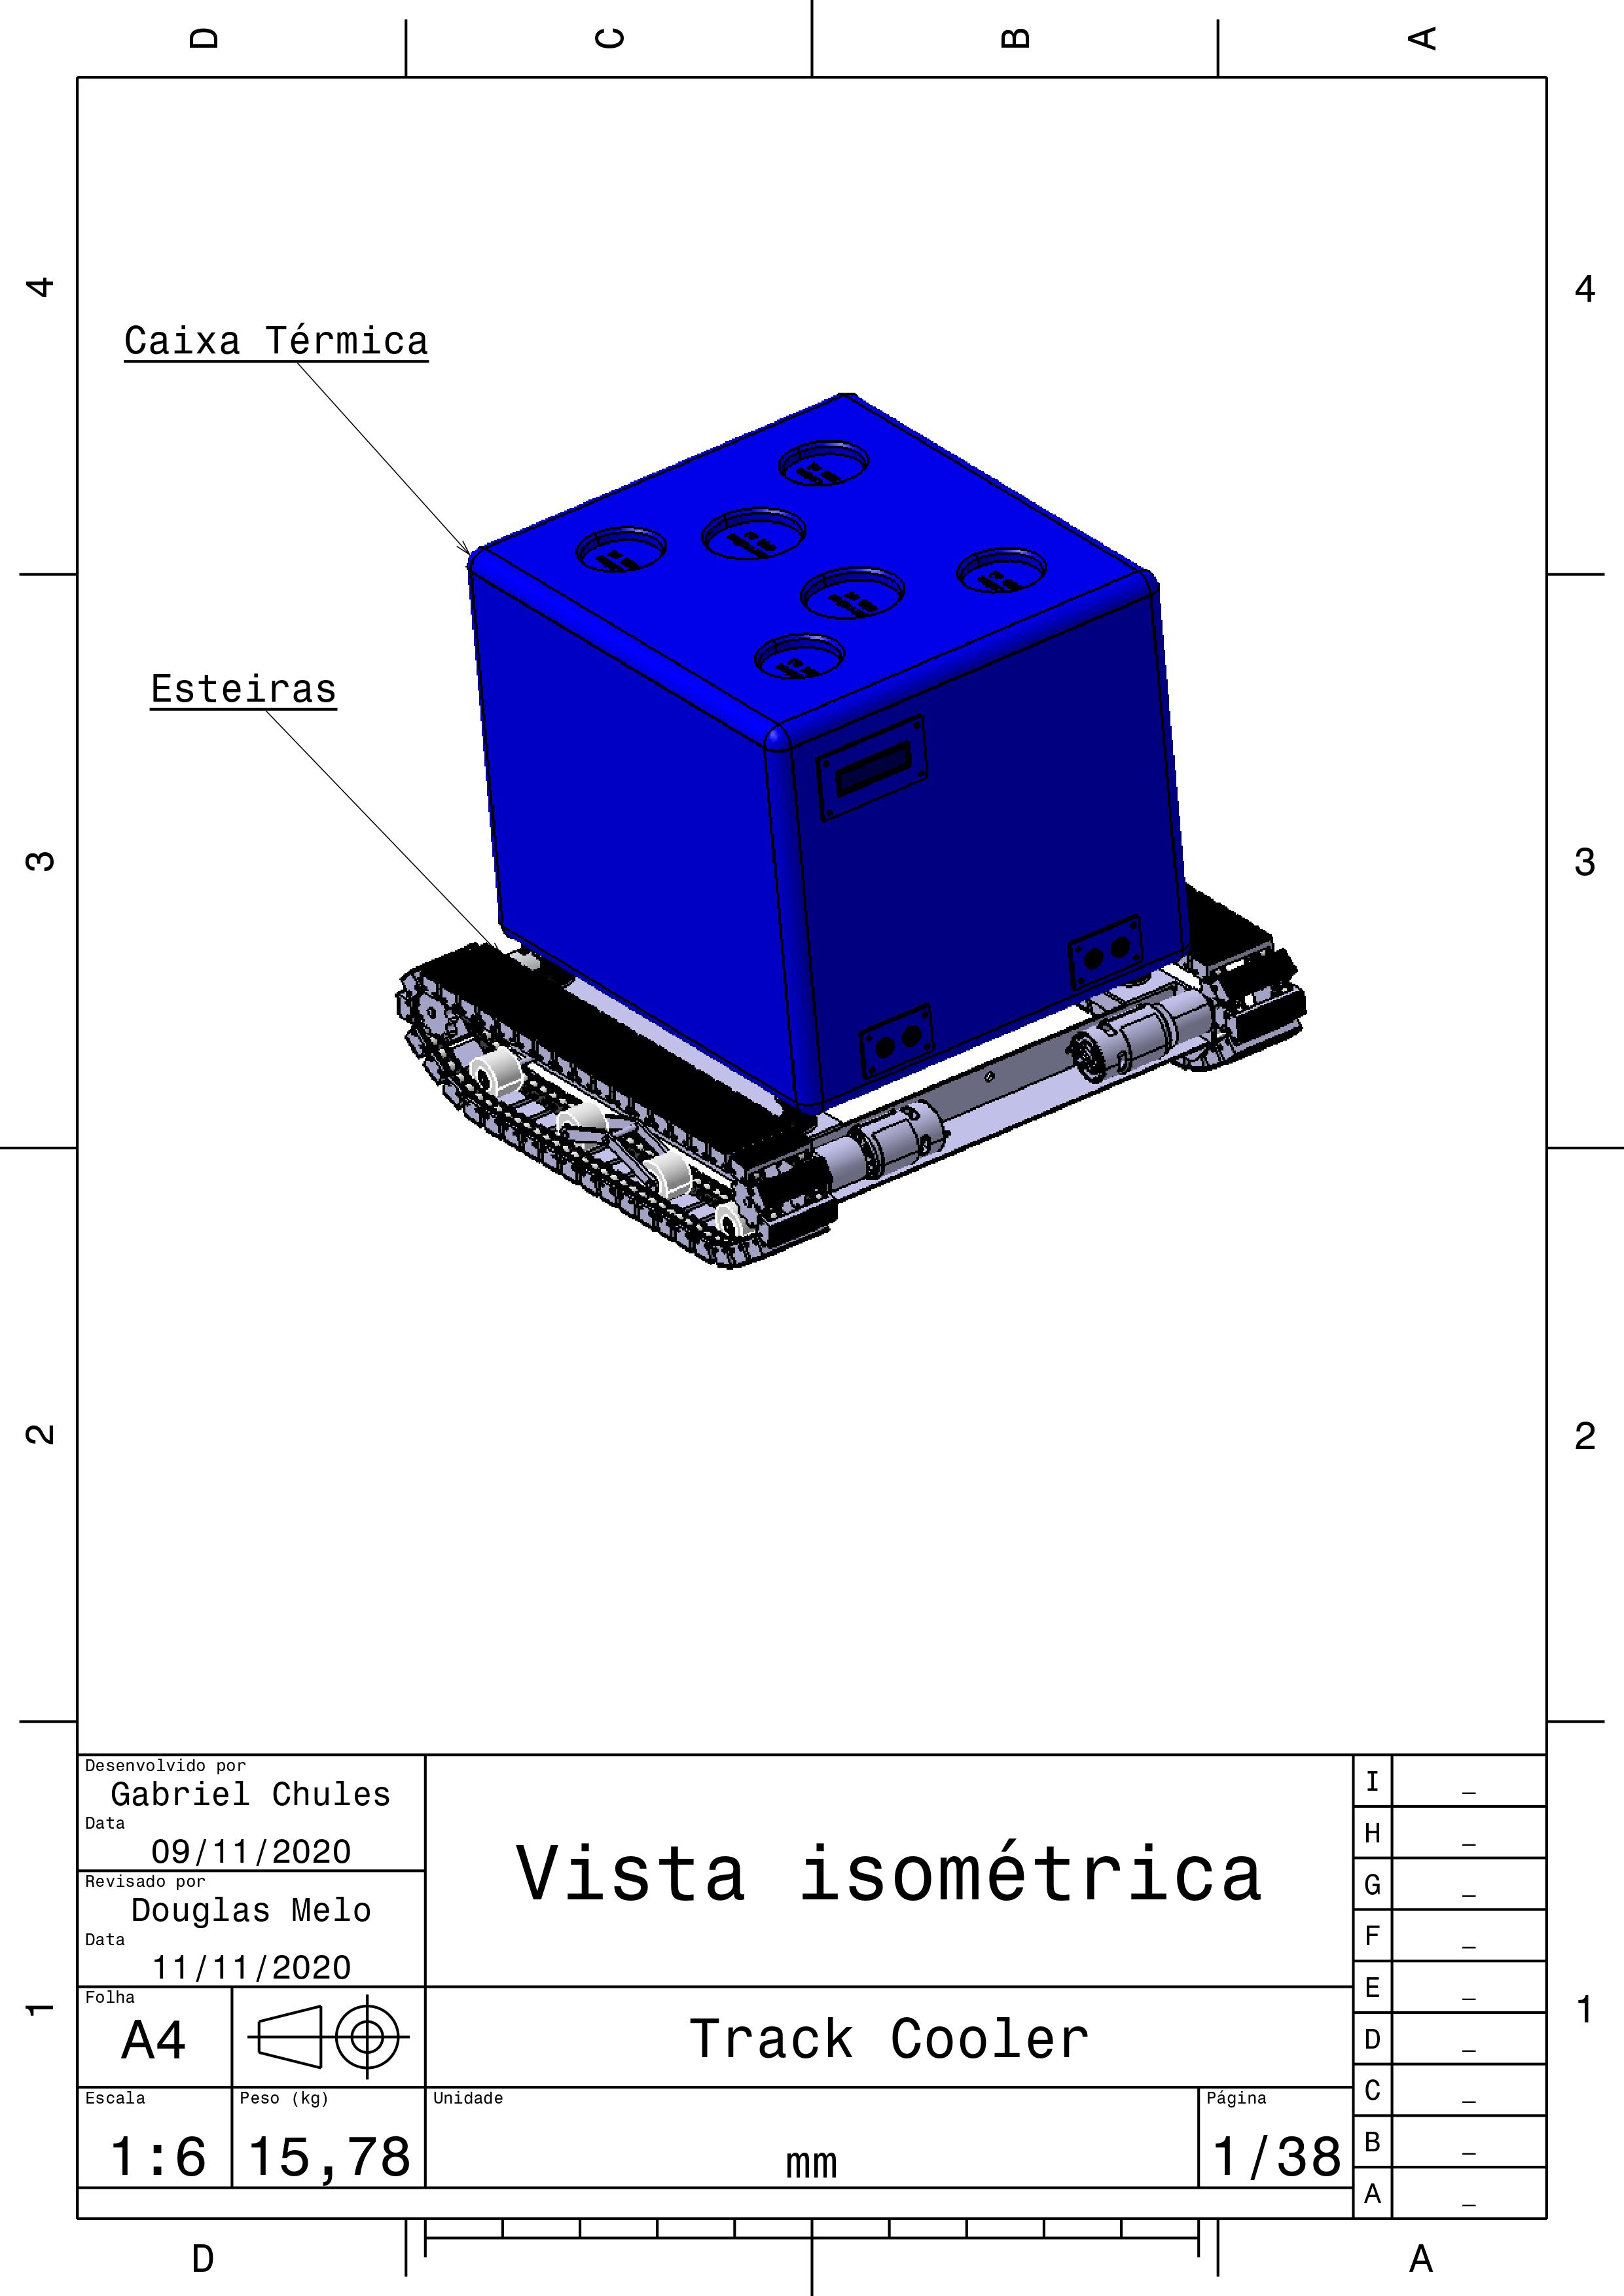 D C B A
4 4
Caixa Térmica
Esteiras
3 3
2 2
Desenvolvido por
Gabriel Chules
Data
09/11/2020
Revisado por
Douglas Melo
Data
11/11/2020
Vista isométrica
Folha
A4
Track Cooler
Escala
1:6
Peso (kg)
15,78
Unidade
mm
Página
1/38
I _
H _
G _
F _
E _
D _
C _
B _
A _
1 1
D A